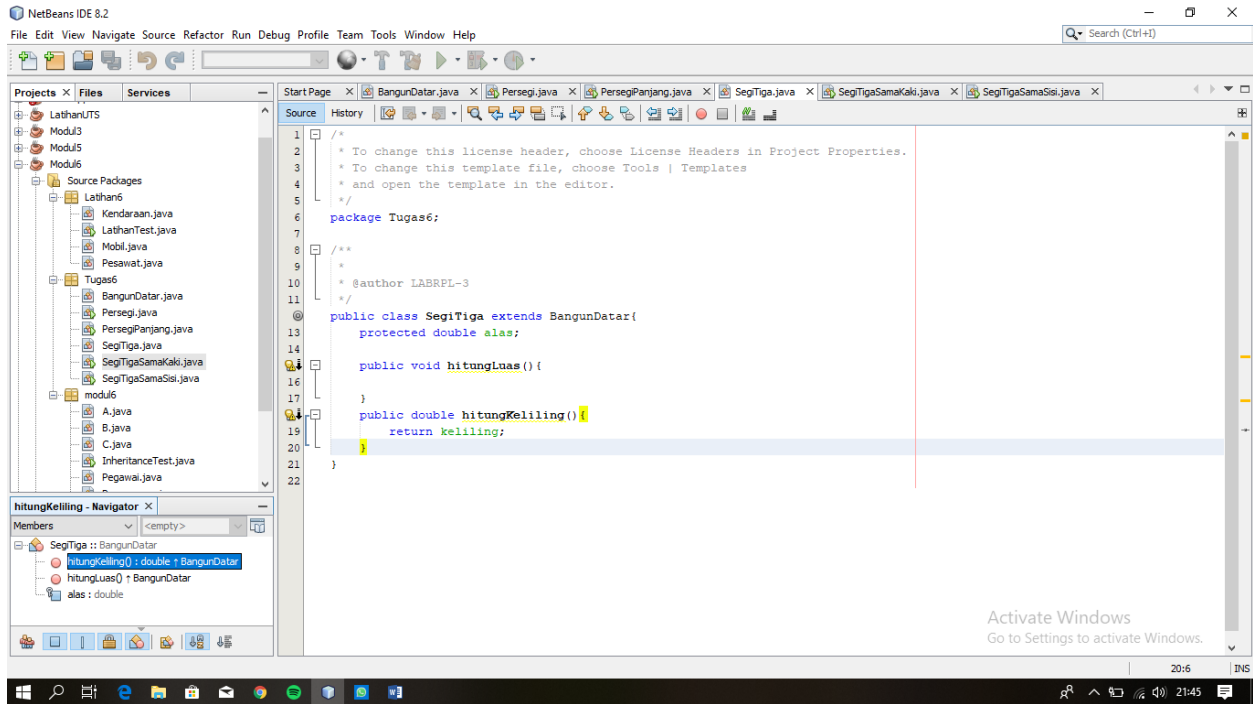 NetBeans IDE 8.2
File Edit View Navigate Source Refactor Run Debug Profile Team Tools Window Help
Search (Ctrl+I)
Projects Files Services
Start Page BangunDatar.java Persegi.java PersegiPanjang.java SegiTiga.java SegiTigaSamaKaki.java SegiTigaSamaSisi.java
Source History
LatihanUTS
Modul3
Modul5
Modul6
Source Packages
Latihan6
Kendaraan.java
LatihanTest.java
Mobil.java
Pesawat.java
Tugas6
BangunDatar.java
Persegi.java
PersegiPanjang.java
SegiTiga.java
SegiTigaSamaKaki.java
SegiTigaSamaSisi.java
modul6
A.java
B.java
C.java
InheritanceTest.java
Pegawai.java
1 /*
2 * To change this license header, choose License Headers in Project Properties.
3 * To change this template file, choose Tools | Templates
4 * and open the template in the editor.
5 */
6 package Tugas6;
7
8 /**
9 *
10 * @author LABRPL-3
11 */
public class SegiTiga extends BangunDatar{
13 protected double alas;
14
public void hitungLuas(){
16
17 }
public double hitungKeliling(){
19 return keliling;
20 }
21 }
22
hitungKeliling - Navigator
Members <empty>
SegiTiga :: BangunDatar
hitungKeliling() : double ↑ BangunDatar
hitungLuas() ↑ BangunDatar
alas : double
Activate Windows
Go to Settings to activate Windows.
20:6 INS
21:45